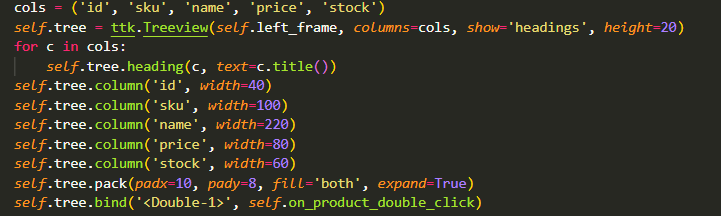 cols = ('id', 'sku', 'name', 'price', 'stock')
self.tree = ttk.Treeview(self.left_frame, columns=cols, show='headings', height=20)
for c in cols:
    self.tree.heading(c, text=c.title())
self.tree.column('id', width=40)
self.tree.column('sku', width=100)
self.tree.column('name', width=220)
self.tree.column('price', width=80)
self.tree.column('stock', width=60)
self.tree.pack(padx=10, pady=8, fill='both', expand=True)
self.tree.bind('<Double-1>', self.on_product_double_click)